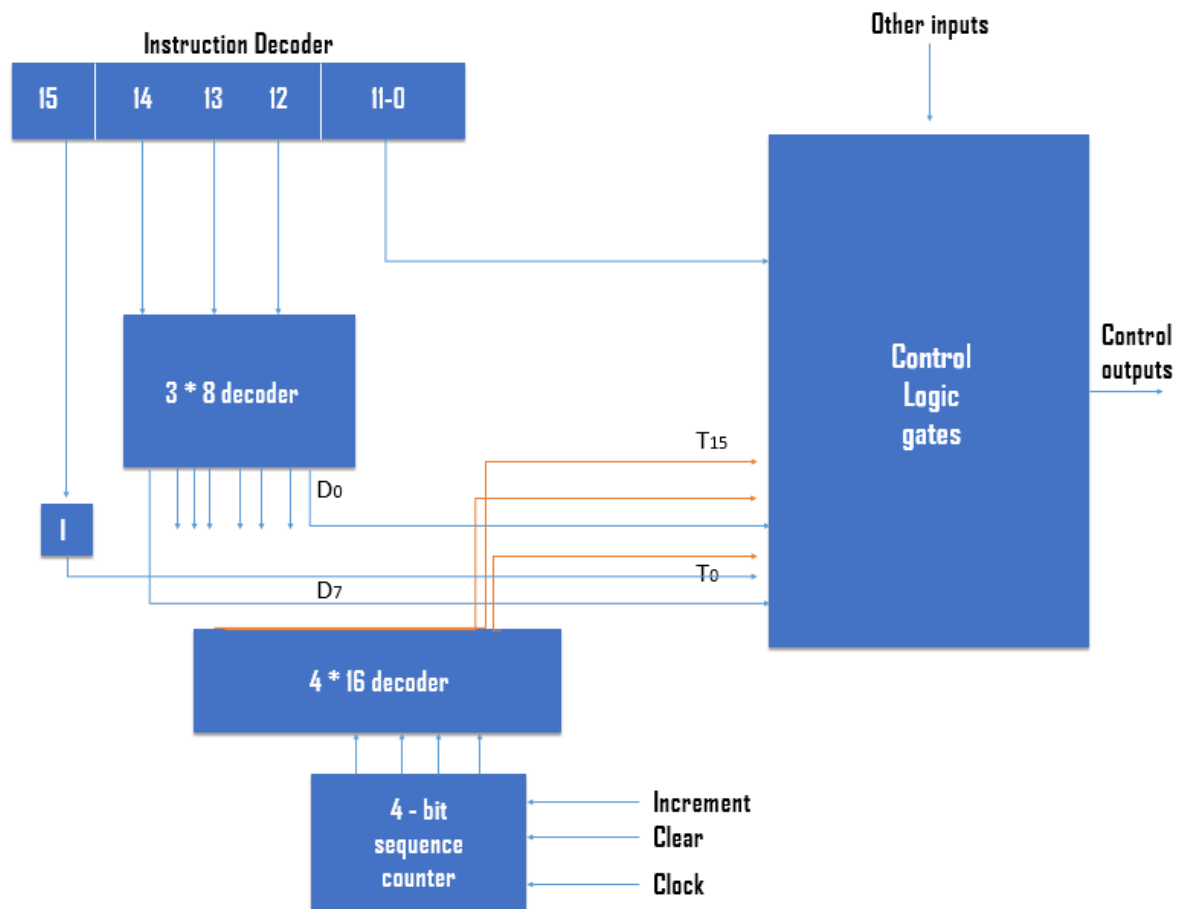 Other inputs
Instruction Decoder
15 14 13 12 11-0
3 * 8 decoder
Control
Logic
gates
Control
outputs
T15
D0
I
T0
D7
4 * 16 decoder
4 - bit
sequence
counter
Increment
Clear
Clock